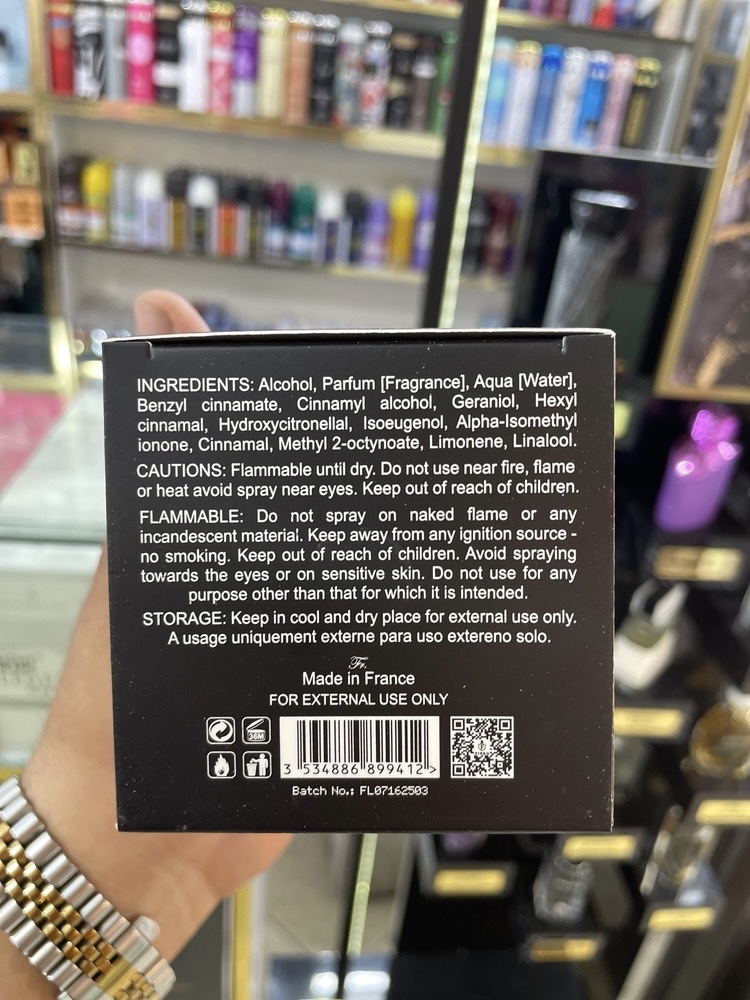 INGREDIENTS: Alcohol, Parfum [Fragrance], Aqua [Water],
Benzyl cinnamate, Cinnamyl alcohol, Geraniol, Hexyl
cinnamal, Hydroxycitronellal, Isoeugenol, Alpha-Isomethyl
ionone, Cinnamal, Methyl 2-octynoate, Limonene, Linalool.
CAUTIONS: Flammable until dry. Do not use near fire, flame
or heat avoid spray near eyes. Keep out of reach of children.
FLAMMABLE: Do not spray on naked flame or any
incandescent material. Keep away from any ignition source -
no smoking. Keep out of reach of children. Avoid spraying
towards the eyes or on sensitive skin. Do not use for any
purpose other than that for which it is intended.
STORAGE: Keep in cool and dry place for external use only.
A usage uniquement externe para uso extereno solo.
Fr.
Made in France
FOR EXTERNAL USE ONLY
36M
3 534886 899412 >
Batch No.: FL07162503